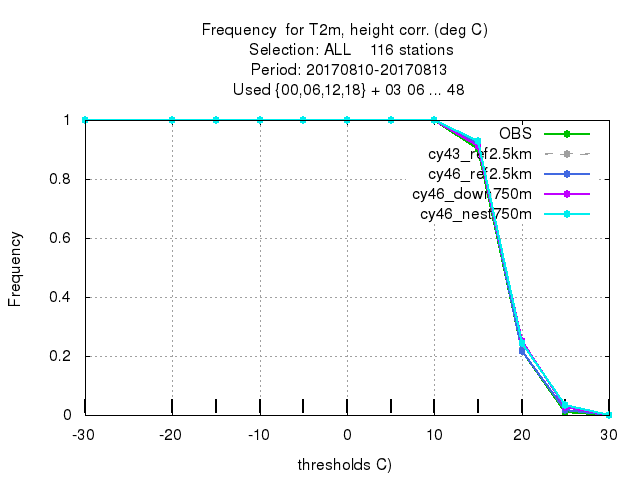 Frequency  for T2m, height corr. (deg C)
Selection: ALL    116 stations
Period: 20170810-20170813
Used {00,06,12,18} + 03 06 ... 48
1
0.8
0.6
0.4
0.2
0
Frequency
OBS
cy43_ref2.5km
cy46_ref2.5km
cy46_down750m
cy46_nest750m
-30 -20 -10 0 10 20 30
thresholds C)